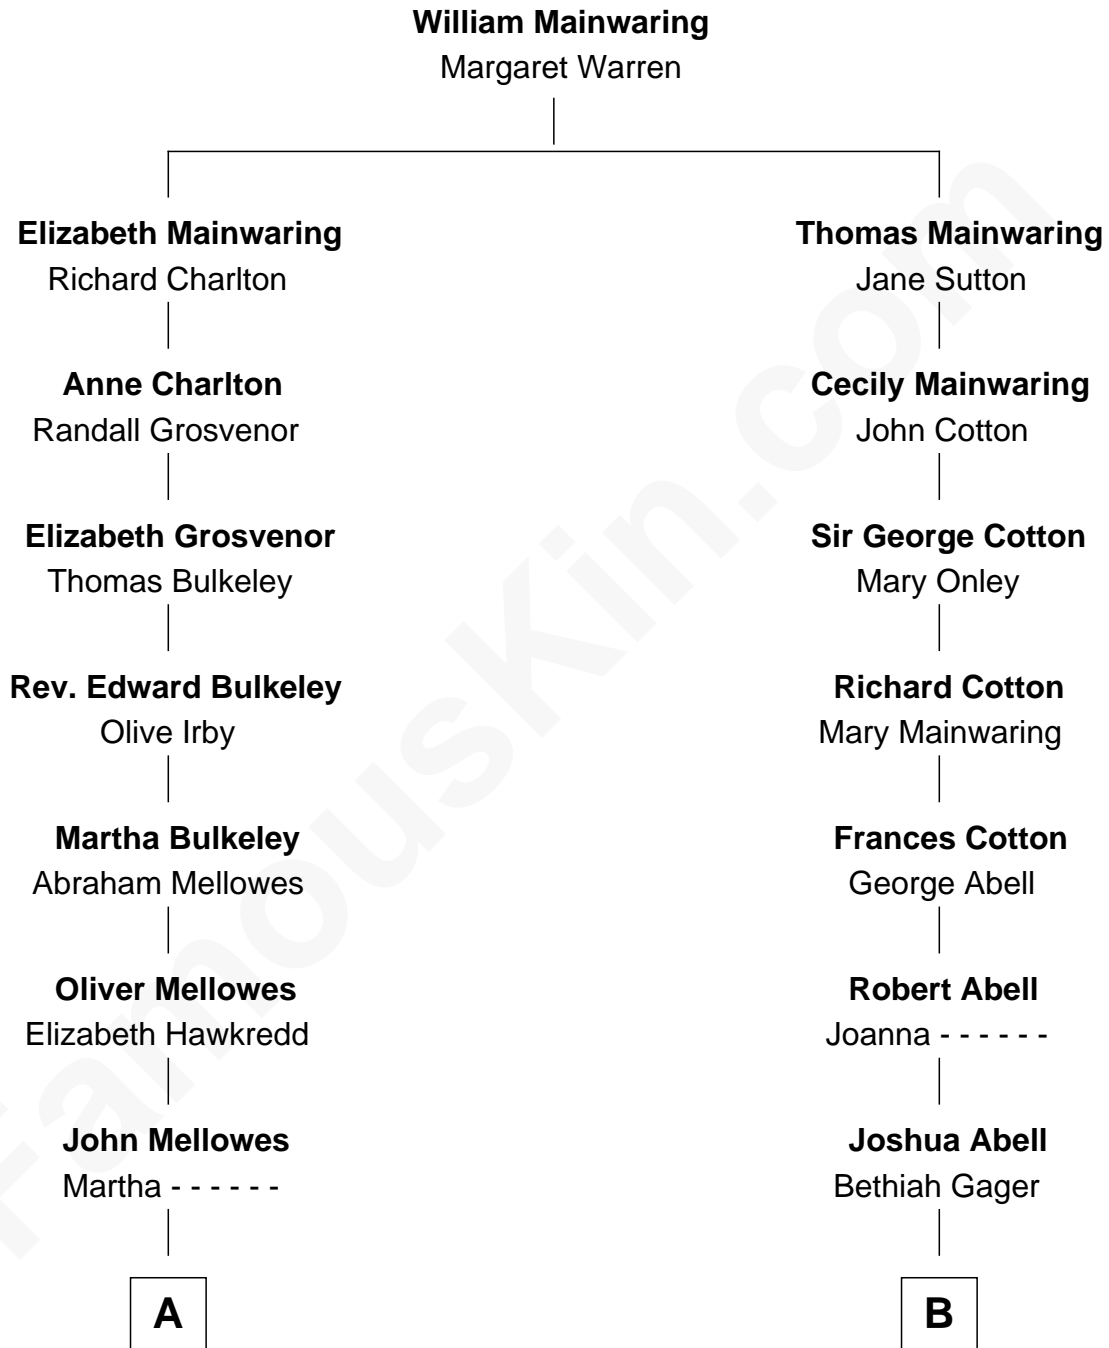 William Mainwaring
Margaret Warren
Elizabeth Mainwaring
Richard Charlton
Thomas Mainwaring
Jane Sutton
Anne Charlton
Randall Grosvenor
Cecily Mainwaring
John Cotton
Elizabeth Grosvenor
Thomas Bulkeley
Sir George Cotton
Mary Onley
Rev. Edward Bulkeley
Olive Irby
Richard Cotton
Mary Mainwaring
Martha Bulkeley
Abraham Mellowes
Frances Cotton
George Abell
Oliver Mellowes
Elizabeth Hawkredd
Robert Abell
Joanna - - - - - -
John Mellowes
Martha - - - - - -
Joshua Abell
Bethiah Gager
A
B
FamousKin.com